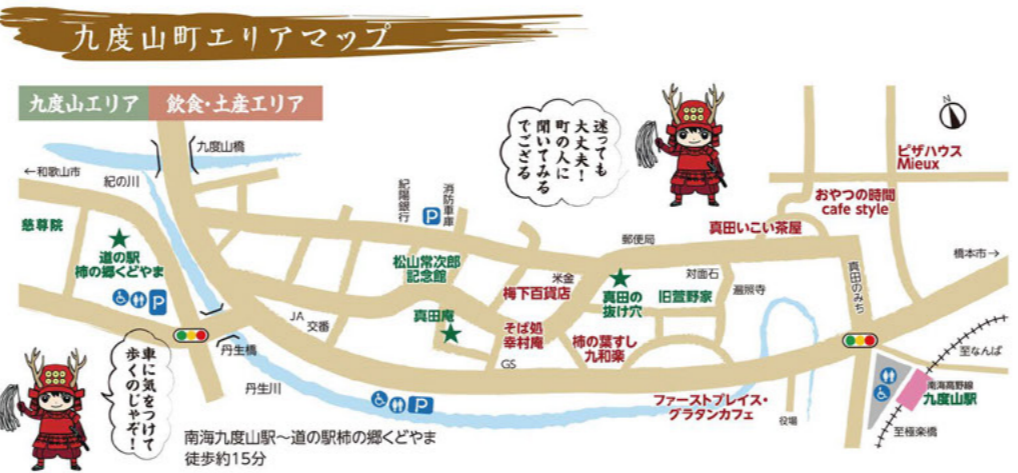 九度山町エリアマップ
九度山エリア
飲食・土産エリア
迷っても
大丈夫！
町の人に
聞いてみる
でござる
N
九度山橋
←和歌山市
紀の川
慈尊院
道の駅
柿の郷くどやま
P
紀陽銀行
P
消防車庫
松山常次郎
記念館
真田庵
JA
交番
丹生橋
丹生川
米金
梅下百貨店
そば処
幸村庵
GS
郵便局
真田の
抜け穴
柿の葉すし
九和楽
旧萱野家
対面石
遍照寺
真田いこい茶屋
おやつの時間
cafe style
ピザハウス
Mieux
橋本市→
真田のみち
至なんば
南海高野線
九度山駅
至極楽橋
役場
ファーストプレイス・
グラタンカフェ
P
車に気をつけて
歩くのじゃぞ！
南海九度山駅～道の駅柿の郷くどやま
徒歩約15分